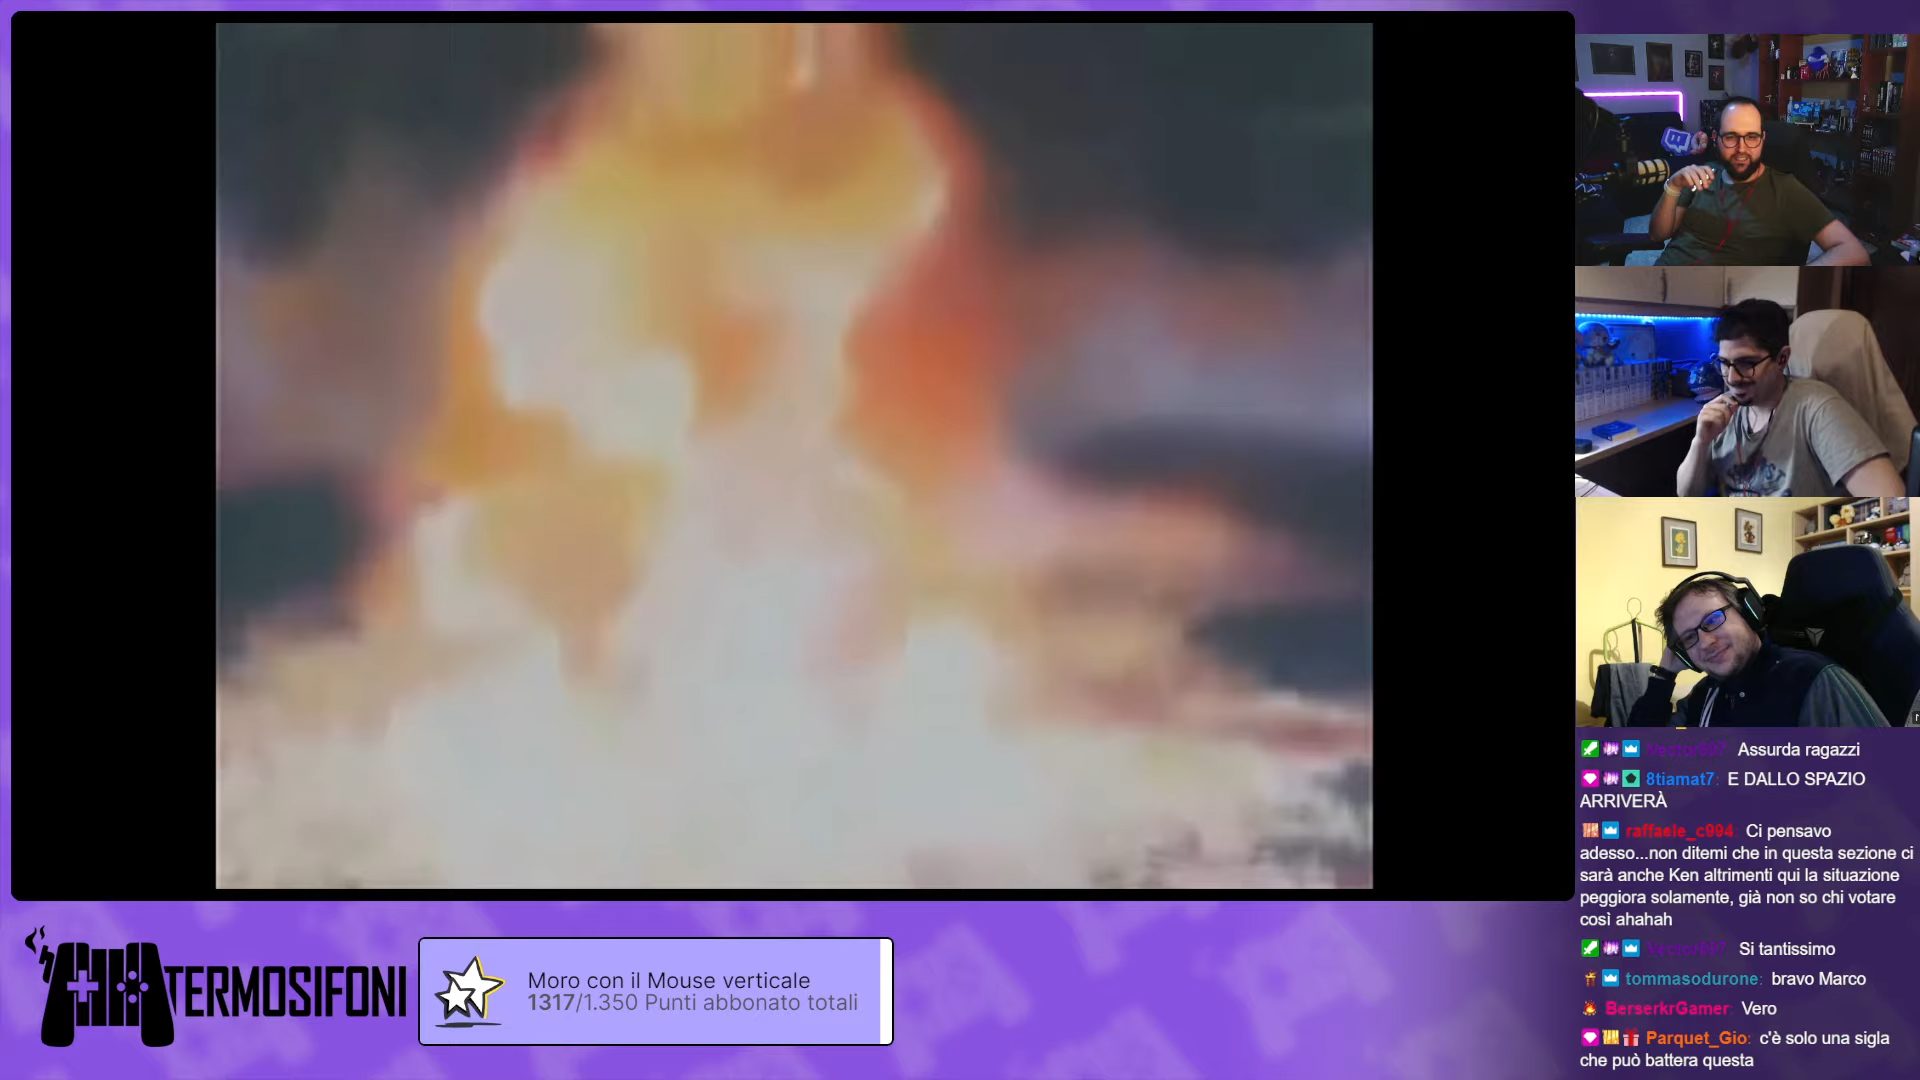 Vector697 Assurda ragazzi
8tiamat7: E DALLO SPAZIO
ARRIVERÀ
raffaele_c994: Ci pensavo
adesso...non ditemi che in questa sezione ci
sarà anche Ken altrimenti qui la situazione
peggiora solamente, già non so chi votare
così ahahah
Vector697 Si tantissimo
tommasodurone: bravo Marco
BerserkrGamer: Vero
Parquet_Gio: c'è solo una sigla
che può battera questa
TERMOSIFONI
Moro con il Mouse verticale
1317/1.350 Punti abbonato totali